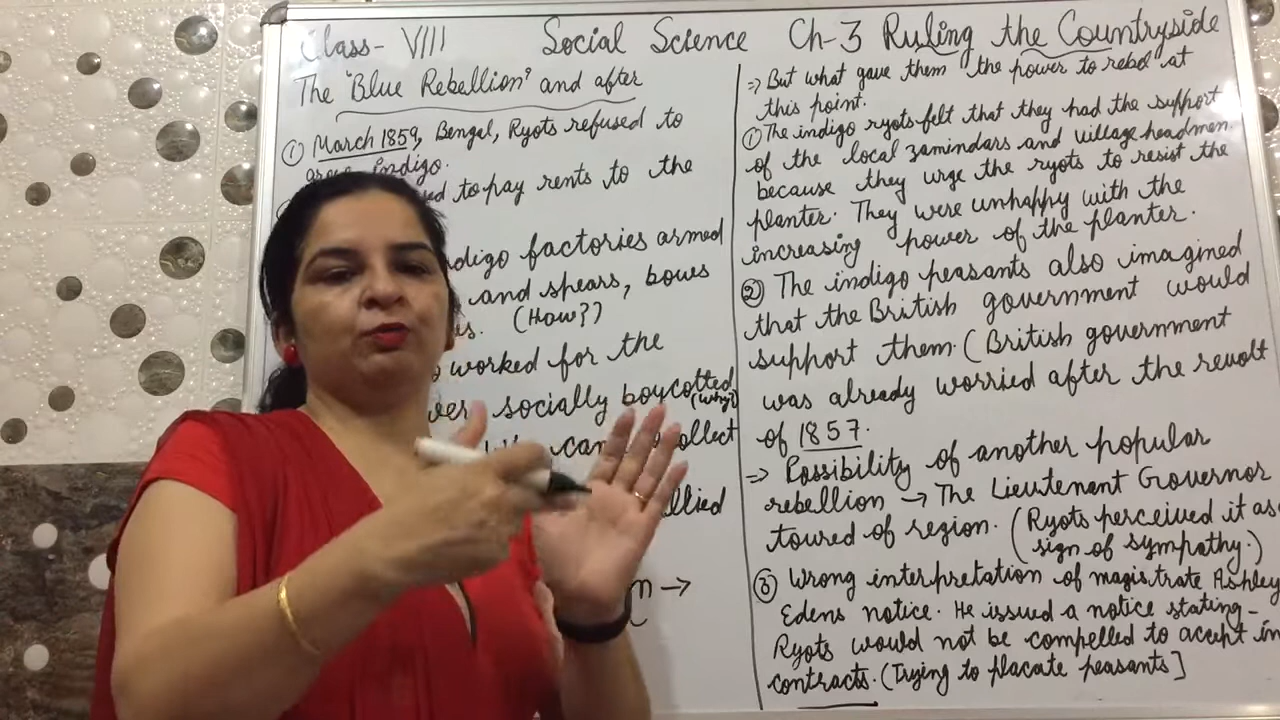 Class- VIII Social Science Ch-3 Ruling the Countryside
The "Blue Rebellion" and after
① March 1859, Bengal, Ryots refused to
grow indigo.
to pay rents to the
indigo factories armed
and spears, bows
(How?)
worked for the
socially boycotted
(why?)
collect
m →
⇒ But what gave them the power to rebel at
this point.
① The indigo ryots felt that they had the support
of the local zamindars and village headmen
because they urge the ryots to resist the
planter. They were unhappy with the
increasing power of the planter.
② The indigo peasants also imagined
that the British government would
support them. (British government
was already worried after the revolt
of 1857.
⇒ Possibility of another popular
rebellion → The Lieutenant Governor
toured of region. (Ryots perceived it as
sign of sympathy.)
③ Wrong interpretation of magistrate Ashley
Edens notice. He issued a notice stating-
Ryots would not be compelled to accept in
contracts. (Trying to placate peasants]